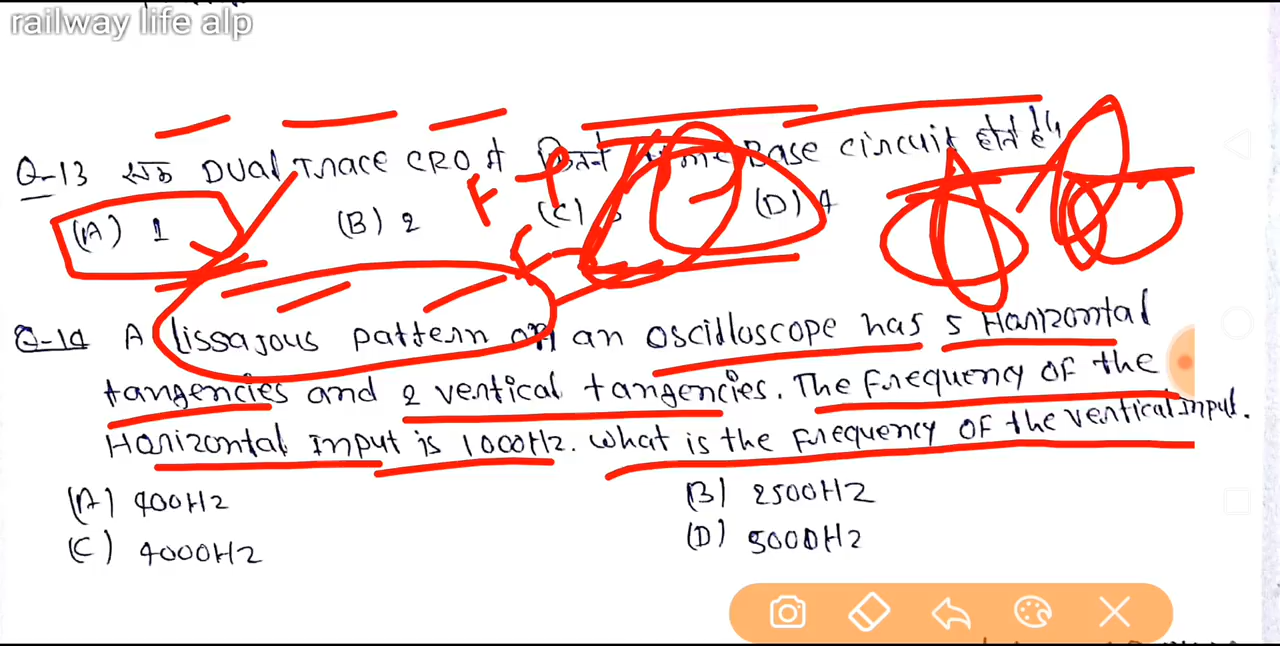 railway life alp
Q-13 एक Dual Trace CRO में Base circuit होते हैं
(A) 1 (B) 2 (C) (D) 4
Q-14 A lissajous pattern on an oscilloscope has 5 Horizontal
tangencies and 2 vertical tangencies. The frequency of the
Horizontal Input is 1000Hz. What is the frequency of the vertical Input.
(A) 400Hz (B) 2500Hz
(C) 4000Hz (D) 5000Hz